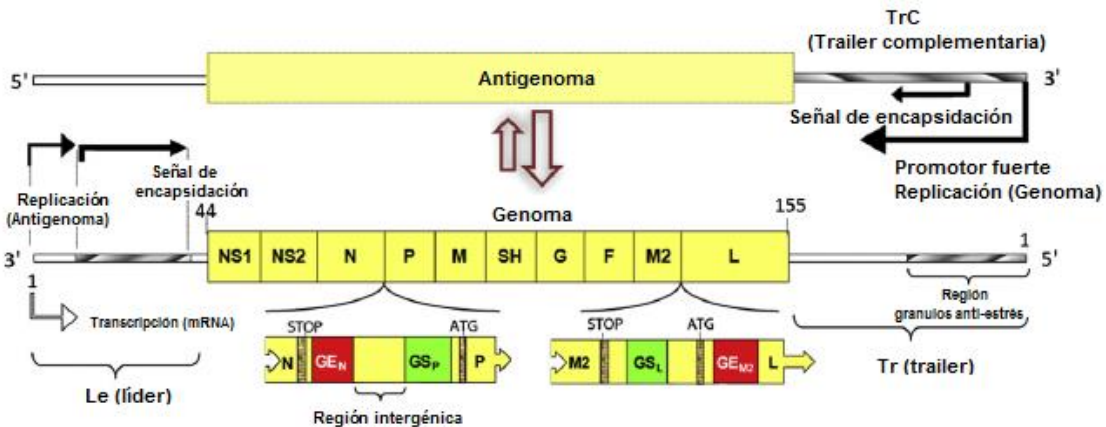 TrC
(Trailer complementaria)
5'
Antigenoma
3'
Señal de encapsidación
Promotor fuerte
Replicación (Genoma)
Replicación
(Antigenoma)
Señal de
encapsidación
44
Genoma
155
3'
NS1 NS2 N P M SH G F M2 L
1
5'
1
Transcripción (mRNA)
Región
granulos anti-estrés
Le (líder)
Tr (trailer)
STOP ATG
N GEN GSP P
Región intergénica
STOP ATG
M2 GSL GEM2 L